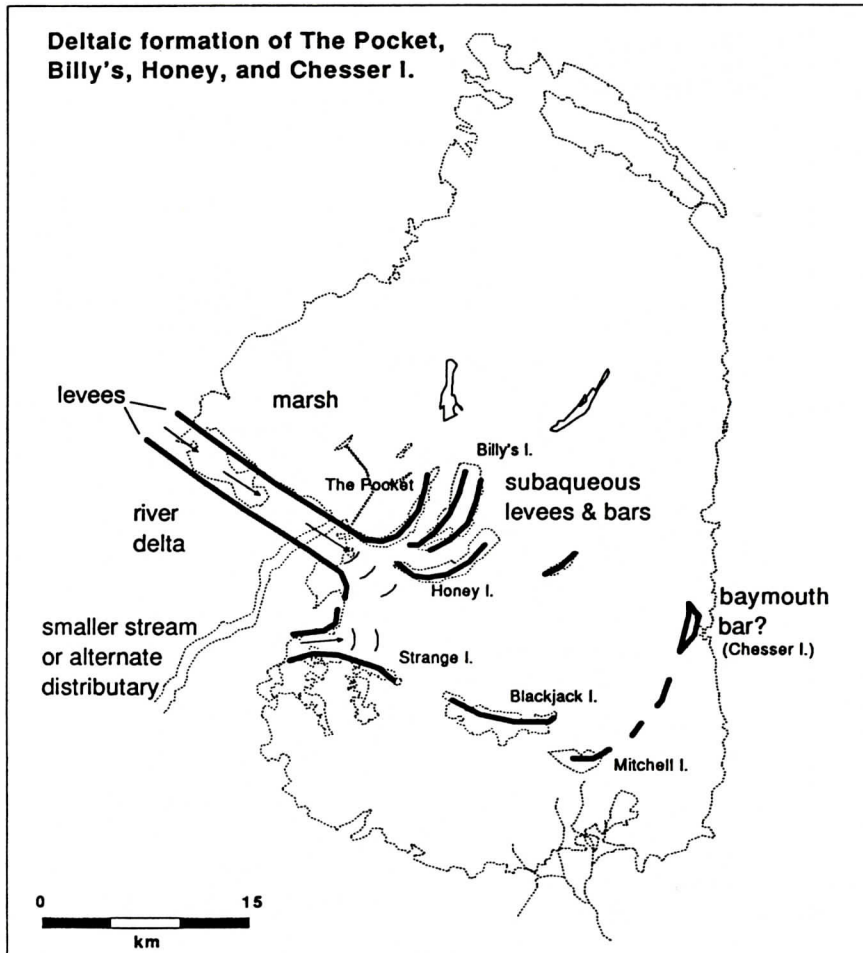 Deltaic formation of The Pocket,
Billy's, Honey, and Chesser I.
levees
marsh
Billy's I.
The Pocket
subaqueous
levees & bars
river
delta
Honey I.
baymouth
bar?
(Chesser I.)
smaller stream
or alternate
distributary
Strange I.
Blackjack I.
Mitchell I.
0 15
km